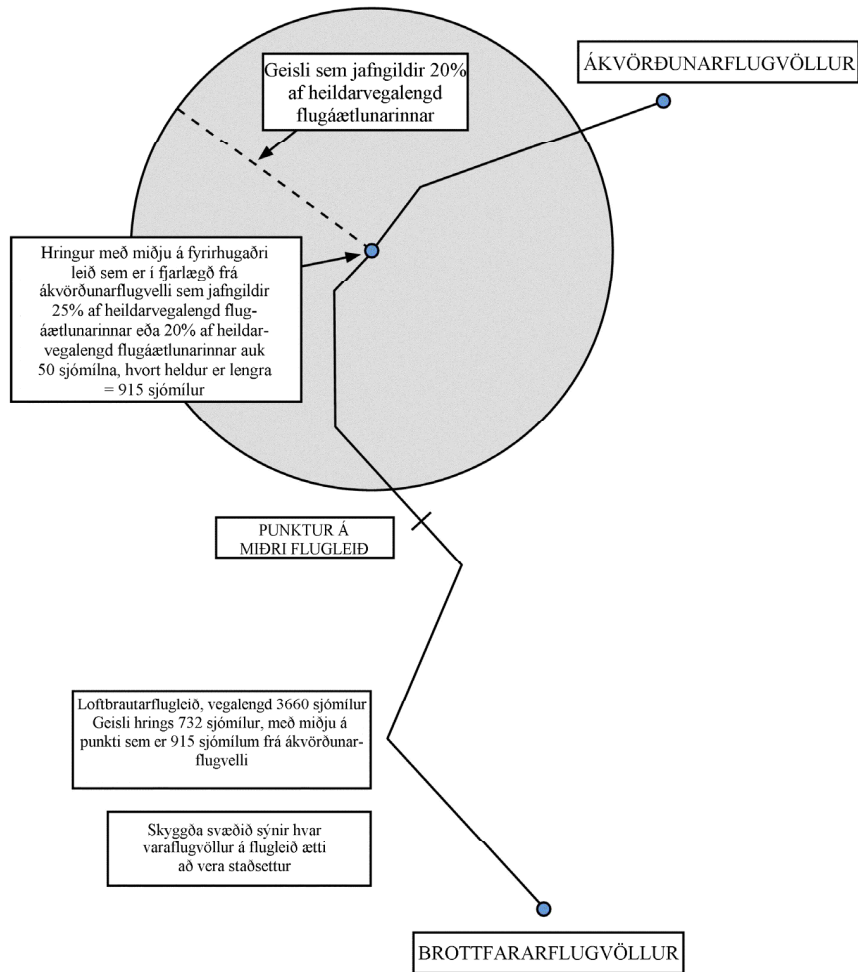 ÁKVÖRÐUNARFLUGVÖLLUR
Geisli sem jafngildir 20%
af heildarvegalengd
flugáætlunarinnar
Hringur með miðju á fyrirhugaðri
leið sem er í fjarlægð frá
ákvörðunarflugvelli sem jafngildir
25% af heildarvegalengd flug-
áætlunarinnar eða 20% af heildar-
vegalengd flugáætlunarinnar auk
50 sjómílna, hvort heldur er lengra
= 915 sjómílur
PUNKTUR Á
MIÐRI FLUGLEIÐ
Loftbrautarflugleið, vegalengd 3660 sjómílur
Geisli hrings 732 sjómílur, með miðju á
punkti sem er 915 sjómílum frá ákvörðunar-
flugvelli
Skyggða svæðið sýnir hvar
varaflugvöllur á flugleið ætti
að vera staðsettur
BROTTFARARFLUGVÖLLUR